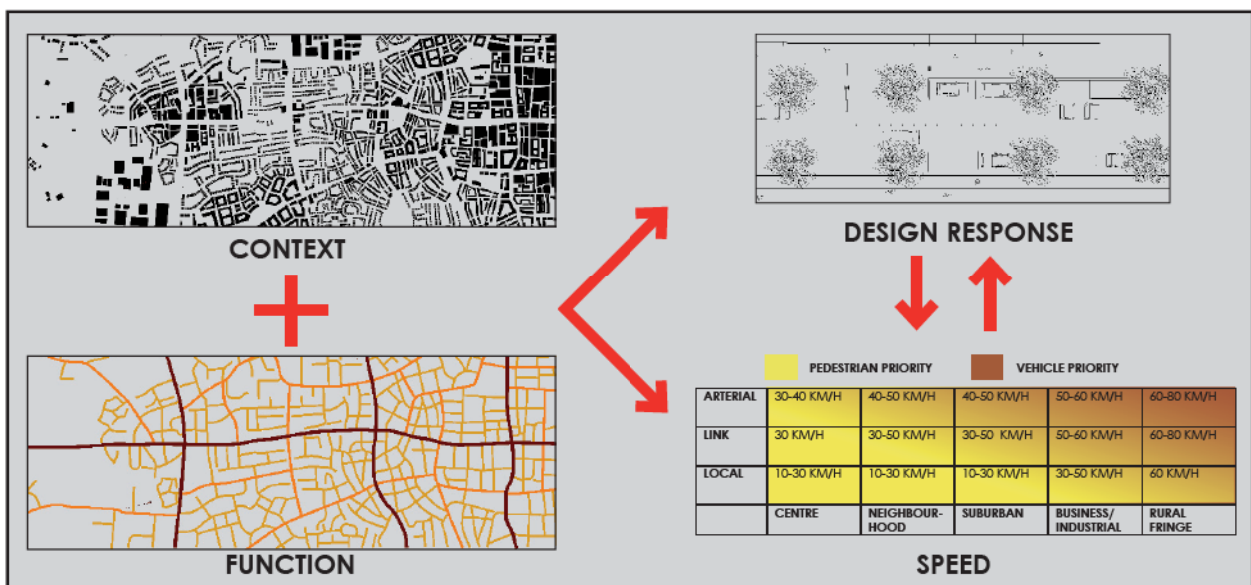 CONTEXT
FUNCTION
DESIGN RESPONSE
PEDESTRIAN PRIORITY VEHICLE PRIORITY
ARTERIAL 30-40 KM/H 40-50 KM/H 40-50 KM/H 50-60 KM/H 60-80 KM/H
LINK 30 KM/H 30-50 KM/H 30-50 KM/H 50-60 KM/H 60-80 KM/H
LOCAL 10-30 KM/H 10-30 KM/H 10-30 KM/H 30-50 KM/H 60 KM/H
CENTRE NEIGHBOUR- SUBURBAN BUSINESS/ RURAL
HOOD INDUSTRIAL FRINGE
SPEED